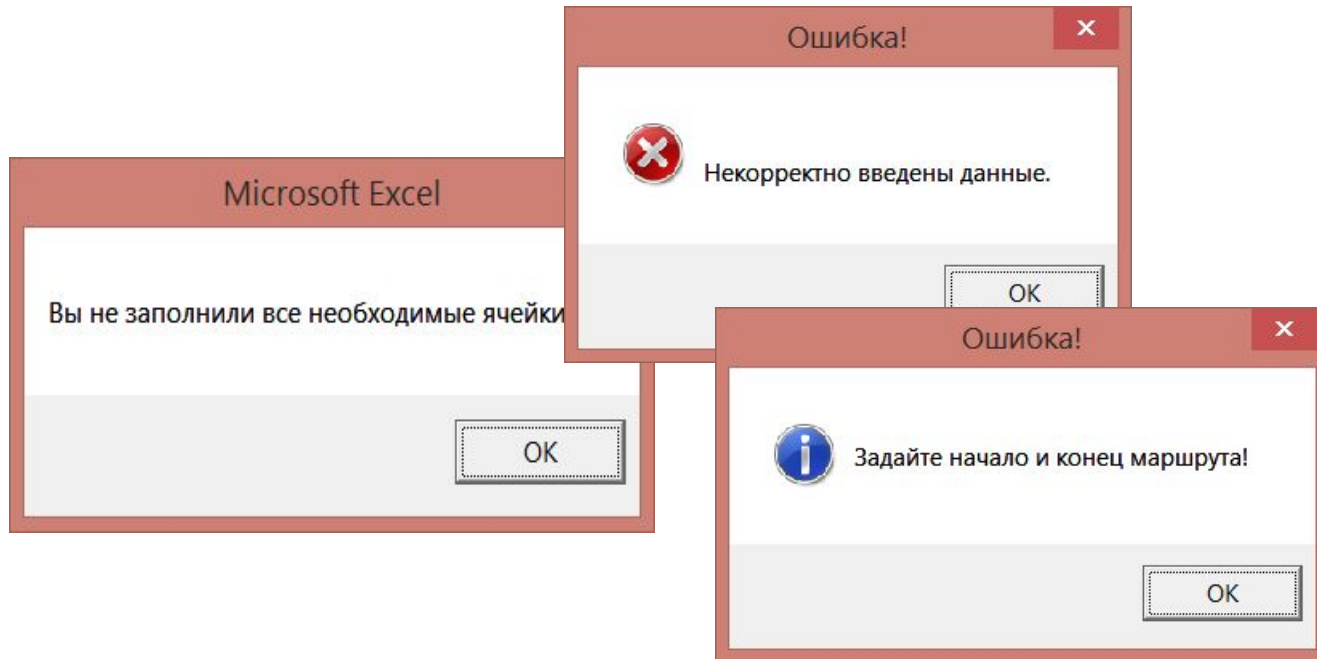 Ошибка!
Некорректно введены данные.
OK
Microsoft Excel
Вы не заполнили все необходимые ячейки
OK
Ошибка!
Задайте начало и конец маршрута!
OK